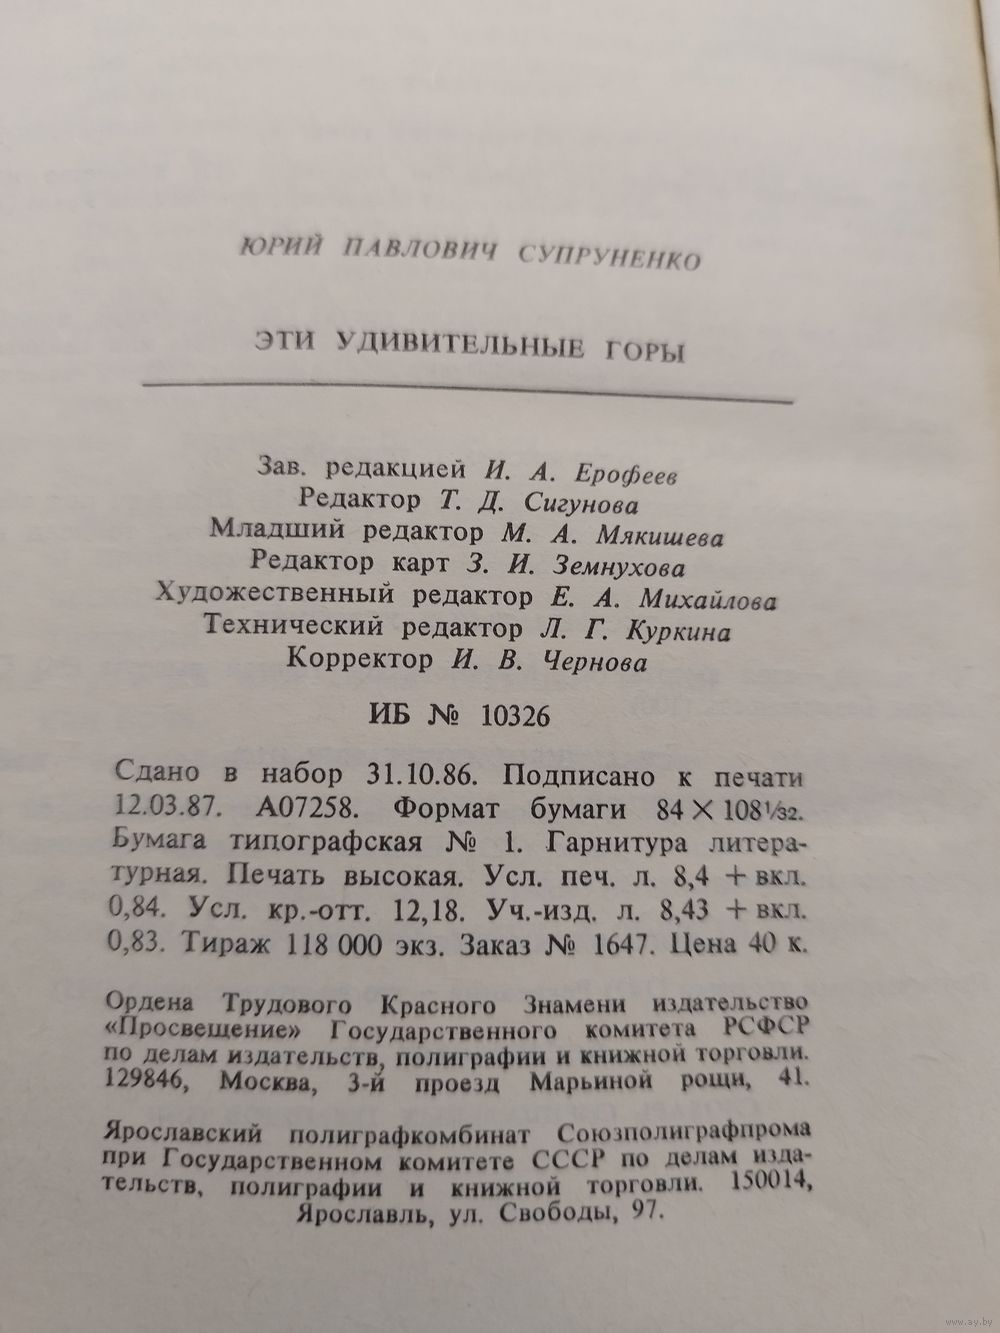 ЮРИЙ ПАВЛОВИЧ СУПРУНЕНКО
ЭТИ УДИВИТЕЛЬНЫЕ ГОРЫ
Зав. редакцией И. А. Ерофеев
Редактор Т. Д. Сигунова
Младший редактор М. А. Мякишева
Редактор карт З. И. Земнухова
Художественный редактор Е. А. Михайлова
Технический редактор Л. Г. Куркина
Корректор И. В. Чернова
ИБ № 10326
Сдано в набор 31.10.86. Подписано к печати
12.03.87. А07258. Формат бумаги 84 × 108 1/32.
Бумага типографская № 1. Гарнитура литера-
турная. Печать высокая. Усл. печ. л. 8,4 + вкл.
0,84. Усл. кр.-отт. 12,18. Уч.-изд. л. 8,43 + вкл.
0,83. Тираж 118 000 экз. Заказ № 1647. Цена 40 к.
Ордена Трудового Красного Знамени издательство
«Просвещение» Государственного комитета РСФСР
по делам издательств, полиграфии и книжной торговли.
129846, Москва, 3-й проезд Марьиной рощи, 41.
Ярославский полиграфкомбинат Союзполиграфпрома
при Государственном комитете СССР по делам изда-
тельств, полиграфии и книжной торговли. 150014,
Ярославль, ул. Свободы, 97.
www.ay.by